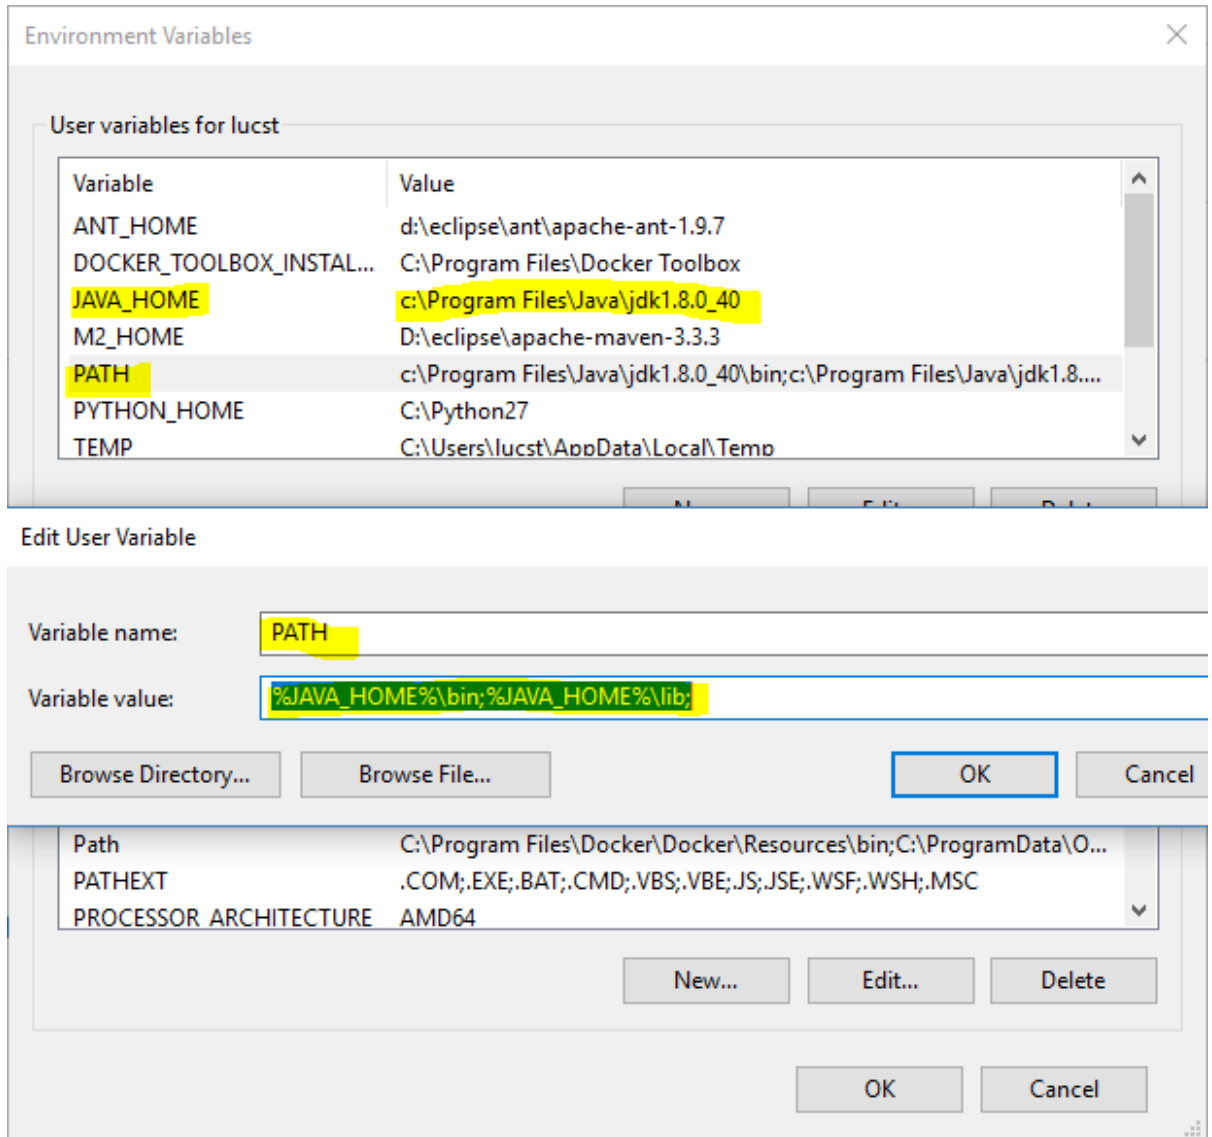 Environment Variables
User variables for lucst
Variable Value
ANT_HOME d:\eclipse\ant\apache-ant-1.9.7
DOCKER_TOOLBOX_INSTAL... C:\Program Files\Docker Toolbox
JAVA_HOME c:\Program Files\Java\jdk1.8.0_40
M2_HOME D:\eclipse\apache-maven-3.3.3
PATH c:\Program Files\Java\jdk1.8.0_40\bin;c:\Program Files\Java\jdk1.8....
PYTHON_HOME C:\Python27
TEMP C:\Users\lucst\AppData\Local\Temp
Edit User Variable
Variable name: PATH
Variable value: %JAVA_HOME%\bin;%JAVA_HOME%\lib;
Browse Directory... Browse File... OK Cancel
Path C:\Program Files\Docker\Docker\Resources\bin;C:\ProgramData\O...
PATHEXT .COM;.EXE;.BAT;.CMD;.VBS;.VBE;.JS;.JSE;.WSF;.WSH;.MSC
PROCESSOR_ARCHITECTURE AMD64
New... Edit... Delete
OK Cancel